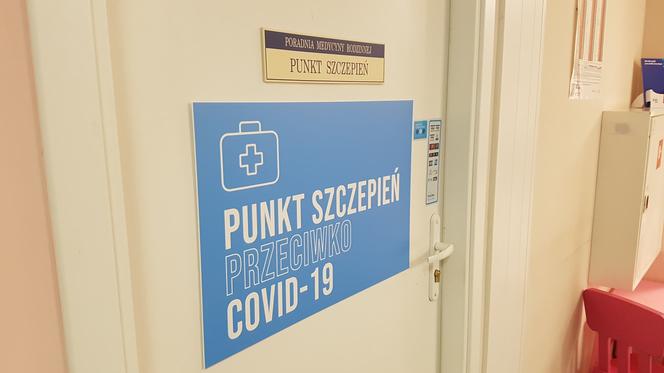 PORADNIA MEDYCYNY RODZINNEJ
PUNKT SZCZEPIEŃ
PUNKT SZCZEPIEŃ
PRZECIWKO
COVID-19